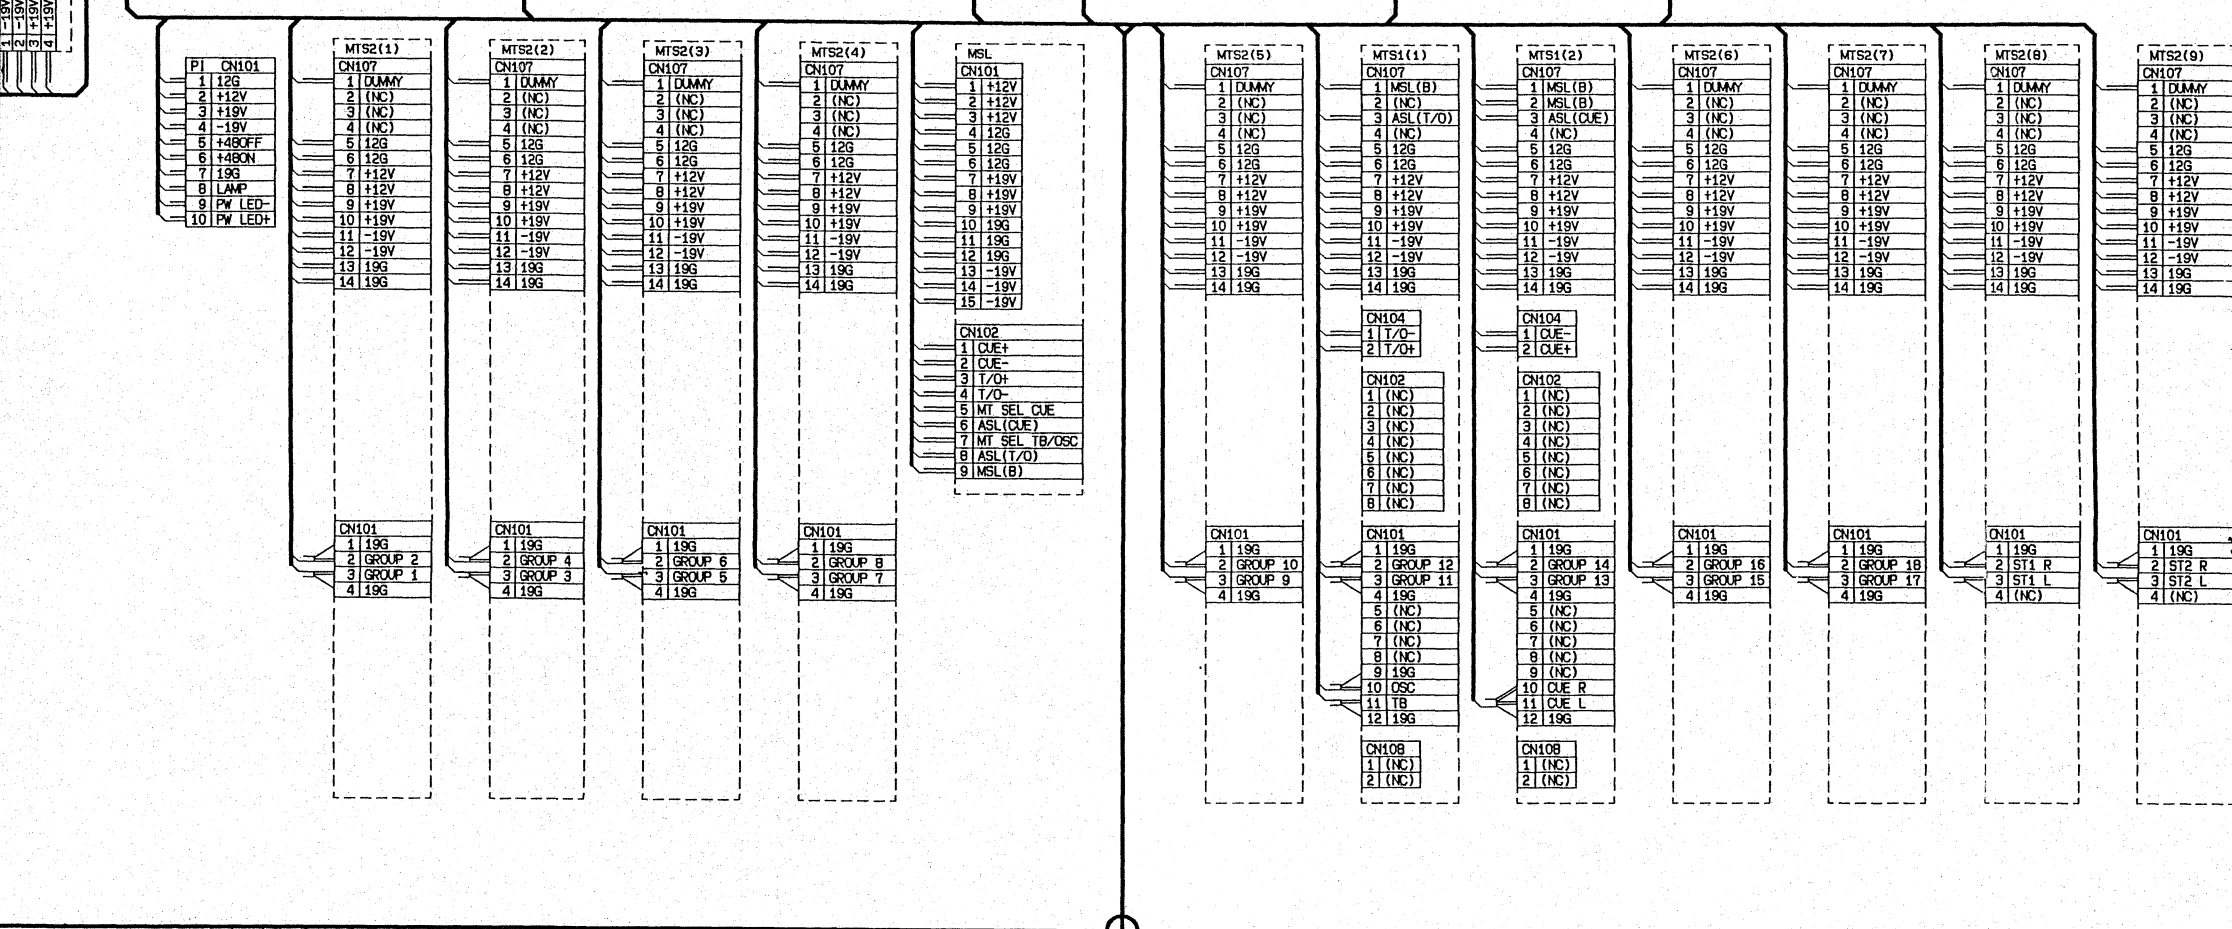 1 -19V
2 -19V
3 +19V
4 +19V
PI CN101
1 12G
2 +12V
3 +19V
4 -19V
5 +48OFF
6 +48ON
7 19G
8 LAMP
9 PW LED-
10 PW LED+
MTS2(1)
CN107
1 DUMMY
2 (NC)
3 (NC)
4 (NC)
5 12G
6 12G
7 +12V
8 +12V
9 +19V
10 +19V
11 -19V
12 -19V
13 19G
14 19G
CN101
1 19G
2 GROUP 2
3 GROUP 1
4 19G
MTS2(2)
CN107
1 DUMMY
2 (NC)
3 (NC)
4 (NC)
5 12G
6 12G
7 +12V
8 +12V
9 +19V
10 +19V
11 -19V
12 -19V
13 19G
14 19G
CN101
1 19G
2 GROUP 4
3 GROUP 3
4 19G
MTS2(3)
CN107
1 DUMMY
2 (NC)
3 (NC)
4 (NC)
5 12G
6 12G
7 +12V
8 +12V
9 +19V
10 +19V
11 -19V
12 -19V
13 19G
14 19G
CN101
1 19G
2 GROUP 6
3 GROUP 5
4 19G
MTS2(4)
CN107
1 DUMMY
2 (NC)
3 (NC)
4 (NC)
5 12G
6 12G
7 +12V
8 +12V
9 +19V
10 +19V
11 -19V
12 -19V
13 19G
14 19G
CN101
1 19G
2 GROUP 8
3 GROUP 7
4 19G
MSL
CN101
1 +12V
2 +12V
3 +12V
4 12G
5 12G
6 12G
7 +19V
8 +19V
9 +19V
10 19G
11 19G
12 19G
13 -19V
14 -19V
15 -19V
CN102
1 CUE+
2 CUE-
3 T/O+
4 T/O-
5 MT SEL CUE
6 ASL(CUE)
7 MT SEL TB/OSC
8 ASL(T/O)
9 MSL(B)
MTS2(5)
CN107
1 DUMMY
2 (NC)
3 (NC)
4 (NC)
5 12G
6 12G
7 +12V
8 +12V
9 +19V
10 +19V
11 -19V
12 -19V
13 19G
14 19G
CN101
1 19G
2 GROUP 10
3 GROUP 9
4 19G
MTS1(1)
CN107
1 MSL(B)
2 (NC)
3 ASL(T/O)
4 (NC)
5 12G
6 12G
7 +12V
8 +12V
9 +19V
10 +19V
11 -19V
12 -19V
13 19G
14 19G
CN104
1 T/O-
2 T/O+
CN102
1 (NC)
2 (NC)
3 (NC)
4 (NC)
5 (NC)
6 (NC)
7 (NC)
8 (NC)
CN101
1 19G
2 GROUP 12
3 GROUP 11
4 19G
5 (NC)
6 (NC)
7 (NC)
8 (NC)
9 19G
10 OSC
11 TB
12 19G
CN108
1 (NC)
2 (NC)
MTS1(2)
CN107
1 MSL(B)
2 MSL(B)
3 ASL(CUE)
4 (NC)
5 12G
6 12G
7 +12V
8 +12V
9 +19V
10 +19V
11 -19V
12 -19V
13 19G
14 19G
CN104
1 CUE-
2 CUE+
CN102
1 (NC)
2 (NC)
3 (NC)
4 (NC)
5 (NC)
6 (NC)
7 (NC)
8 (NC)
CN101
1 19G
2 GROUP 14
3 GROUP 13
4 19G
5 (NC)
6 (NC)
7 (NC)
8 (NC)
9 (NC)
10 CUE R
11 CUE L
12 19G
CN108
1 (NC)
2 (NC)
MTS2(6)
CN107
1 DUMMY
2 (NC)
3 (NC)
4 (NC)
5 12G
6 12G
7 +12V
8 +12V
9 +19V
10 +19V
11 -19V
12 -19V
13 19G
14 19G
CN101
1 19G
2 GROUP 16
3 GROUP 15
4 19G
MTS2(7)
CN107
1 DUMMY
2 (NC)
3 (NC)
4 (NC)
5 12G
6 12G
7 +12V
8 +12V
9 +19V
10 +19V
11 -19V
12 -19V
13 19G
14 19G
CN101
1 19G
2 GROUP 18
3 GROUP 17
4 19G
MTS2(8)
CN107
1 DUMMY
2 (NC)
3 (NC)
4 (NC)
5 12G
6 12G
7 +12V
8 +12V
9 +19V
10 +19V
11 -19V
12 -19V
13 19G
14 19G
CN101
1 19G
2 ST1 R
3 ST1 L
4 (NC)
MTS2(9)
CN107
1 DUMMY
2 (NC)
3 (NC)
4 (NC)
5 12G
6 12G
7 +12V
8 +12V
9 +19V
10 +19V
11 -19V
12 -19V
13 19G
14 19G
CN101
1 19G
2 ST2 R
3 ST2 L
4 (NC)